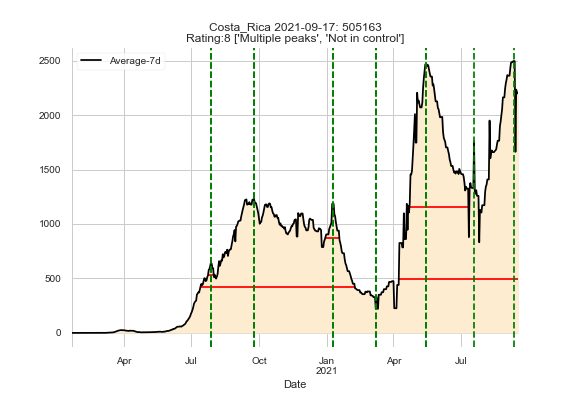 Costa_Rica 2021-09-17: 505163
Rating:8 ['Multiple peaks', 'Not in control']
Average-7d
2500
2000
1500
1000
500
0
Apr
Jul
Oct
Jan
2021
Apr
Jul
Date